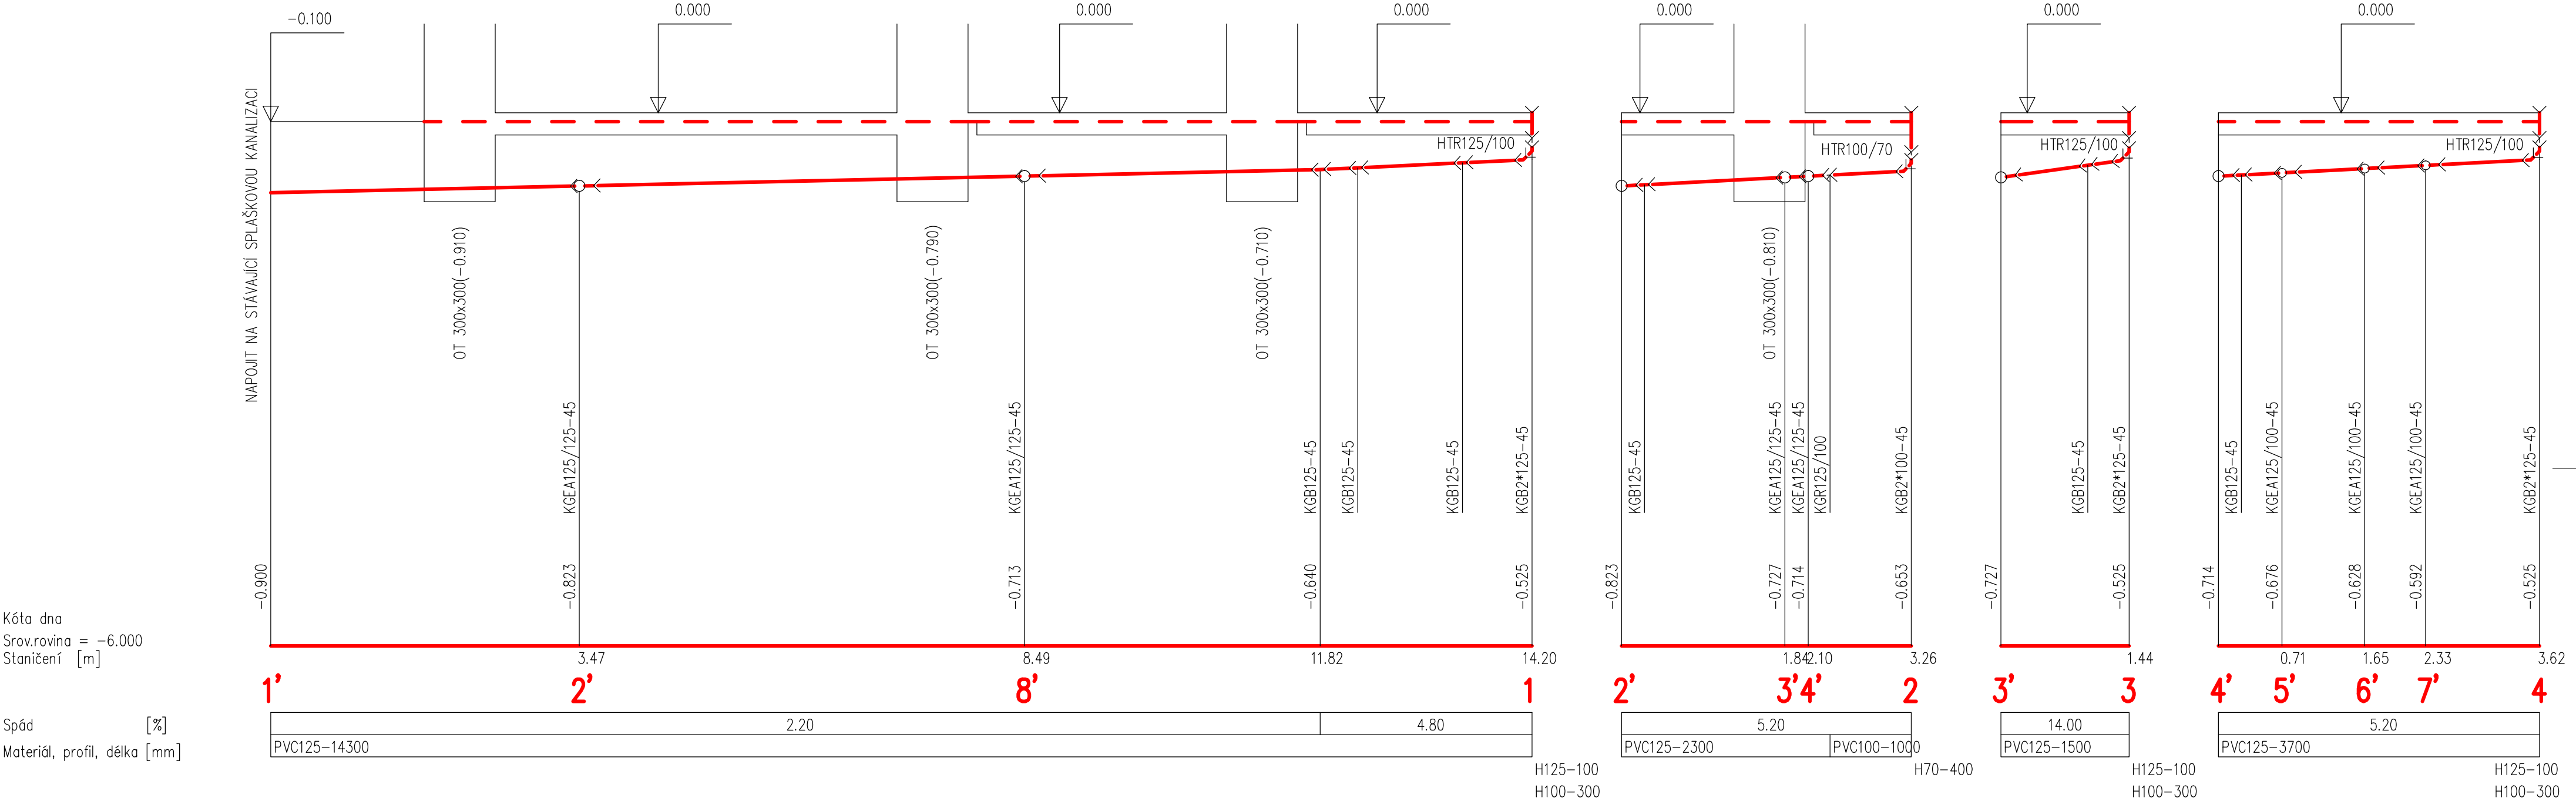 -0.100
0.000
0.000
0.000
0.000
0.000
0.000
NAPOJIT NA STÁVAJÍCÍ SPLAŠKOVOU KANALIZACI
HTR125/100
HTR100/70
HTR125/100
HTR125/100
OT 300x300(-0.910)
OT 300x300(-0.790)
OT 300x300(-0.710)
OT 300x300(-0.810)
KGEA125/125-45
KGEA125/125-45
KGB125-45
KGB125-45
KGB125-45
KGB2*125-45
KGB125-45
KGEA125/125-45
KGEA125/125-45
KGR125/100
KGB2*100-45
KGB125-45
KGB2*125-45
KGB125-45
KGEA125/100-45
KGEA125/100-45
KGEA125/100-45
KGB2*125-45
Kóta dna
-0.900
-0.823
-0.713
-0.640
-0.525
-0.823
-0.727
-0.714
-0.653
-0.727
-0.525
-0.714
-0.676
-0.628
-0.592
-0.525
Srov.rovina = -6.000
Staničení [m]
3.47
8.49
11.82
14.20
1.84
2.10
3.26
1.44
0.71
1.65
2.33
3.62
1'
2'
8'
1
2'
3'
4'
2
3'
3
4'
5'
6'
7'
4
Spád [%]
2.20
4.80
5.20
14.00
5.20
Materiál, profil, délka [mm]
PVC125-14300
PVC125-2300
PVC100-1000
PVC125-1500
PVC125-3700
H125-100
H100-300
H70-400
H125-100
H100-300
H125-100
H100-300